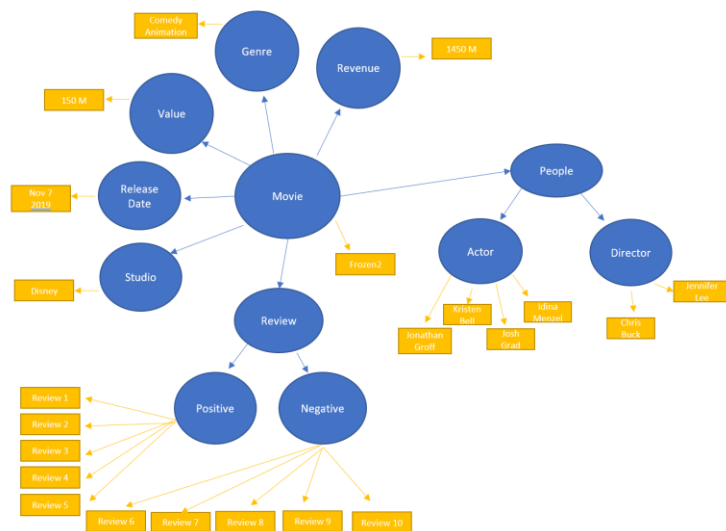 Comedy
Animation
Genre
Revenue
1450 M
150 M
Value
People
Release
Date
Movie
Nov 7
2019
Actor
Director
Studio
Frozen2
Disney
Jennifer
Lee
Kristen
Bell
Idina
Menzel
Review
Jonathan
Groff
Josh
Grad
Chris
Buck
Review 1
Positive
Negative
Review 2
Review 3
Review 4
Review 5
Review 6
Review 7
Review 8
Review 9
Review 10